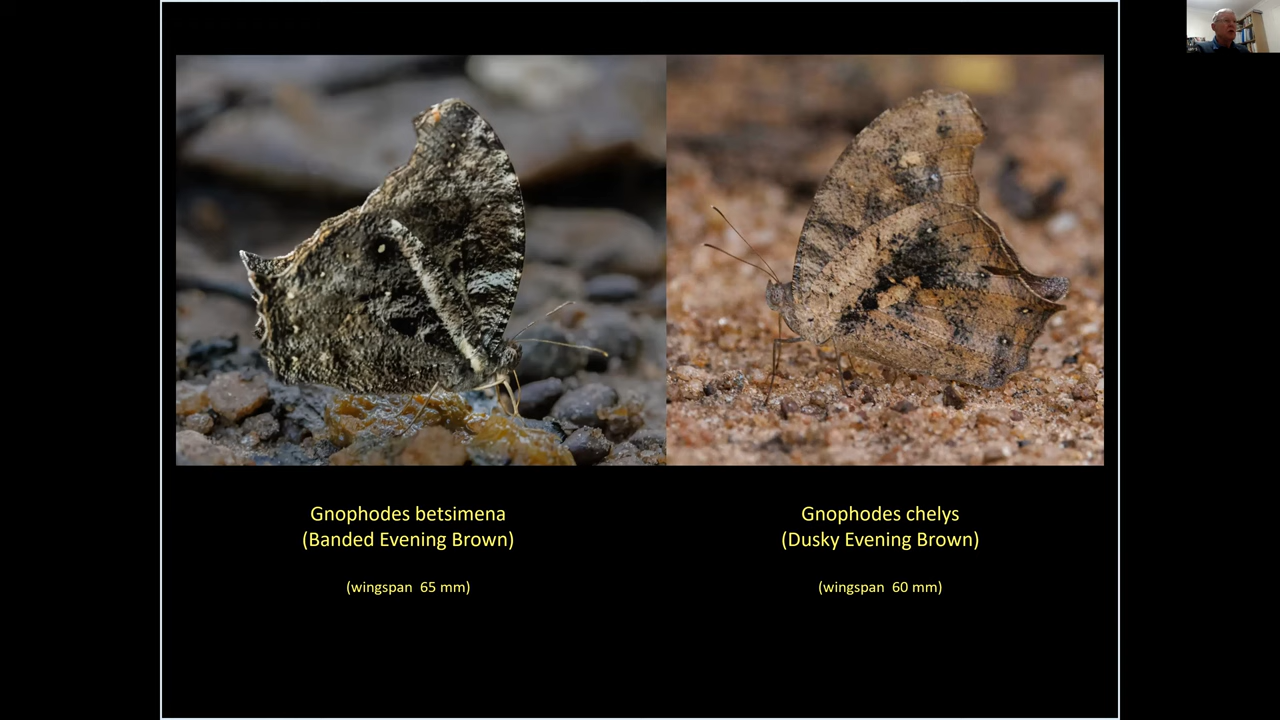 Gnophodes betsimena
(Banded Evening Brown)
(wingspan 65 mm)
Gnophodes chelys
(Dusky Evening Brown)
(wingspan 60 mm)